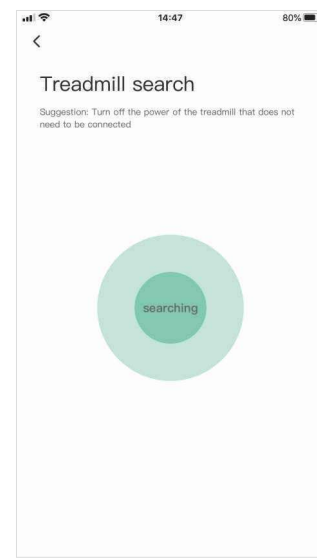 14:47
80%
Treadmill search
Suggestion: Turn off the power of the treadmill that does not
need to be connected
searching